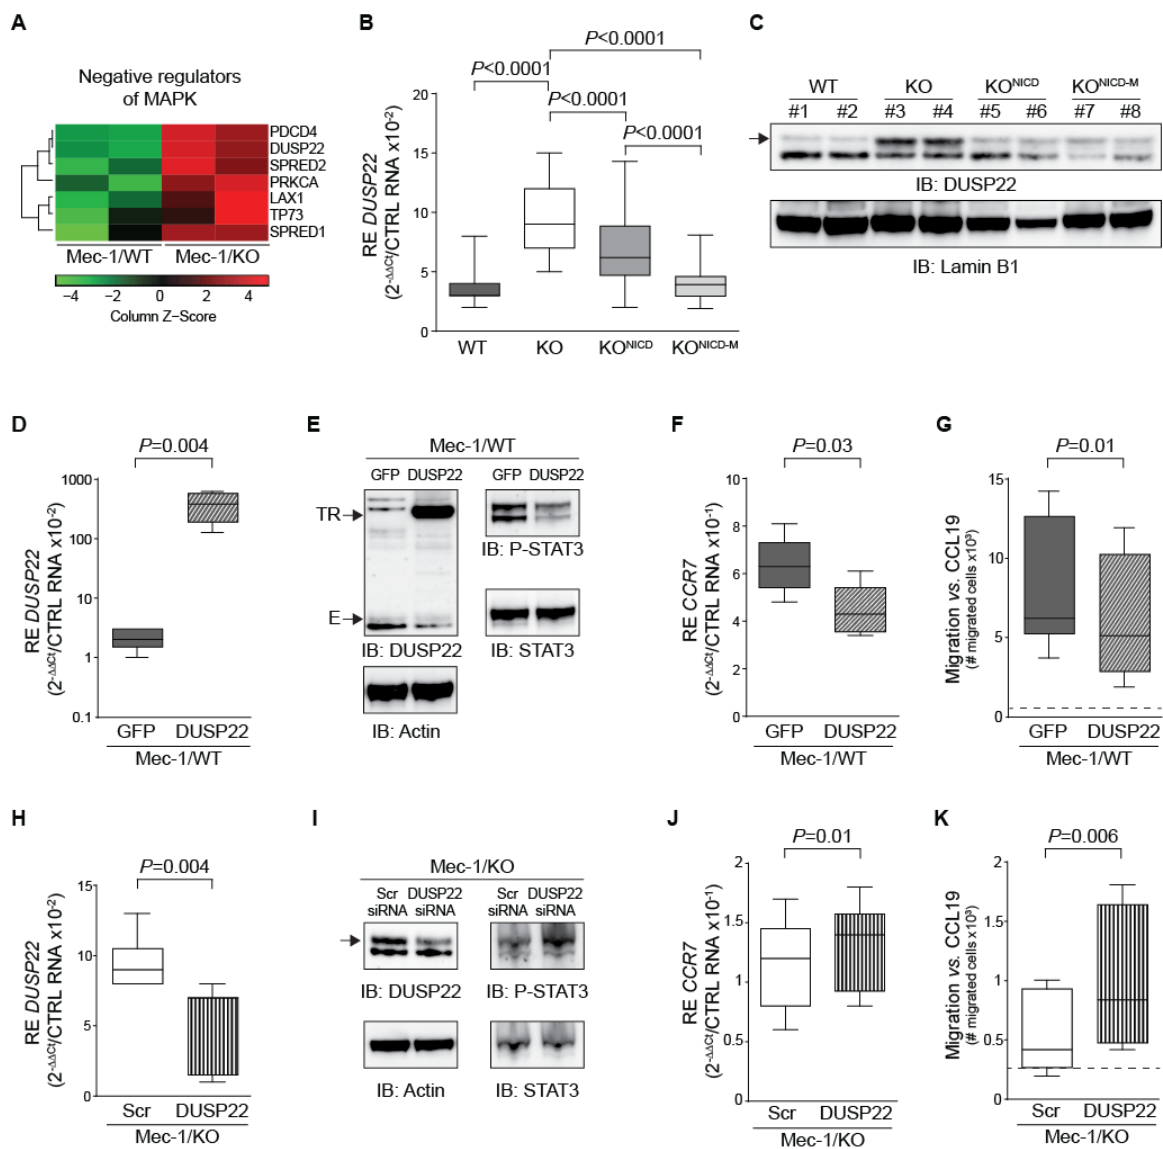 A
Negative regulators
of MAPK
PDCD4
DUSP22
SPRED2
PRKCA
LAX1
TP73
SPRED1
Mec-1/WT Mec-1/KO
−4 −2 0 2 4
Column Z−Score
B
P<0.0001
P<0.0001
P<0.0001
P<0.0001
RE DUSP22
(2-ΔΔCt/CTRL RNA x10-2)
20
15
10
5
0
WT KO KONICD KONICD-M
C
WT KO KONICD KONICD-M
#1 #2 #3 #4 #5 #6 #7 #8
IB: DUSP22
IB: Lamin B1
D
P=0.004
RE DUSP22
(2-ΔΔCt/CTRL RNA x10-2)
1000
100
10
1
0.1
GFP DUSP22
Mec-1/WT
E
Mec-1/WT
GFP DUSP22
GFP DUSP22
TR
E
IB: DUSP22
IB: P-STAT3
IB: STAT3
IB: Actin
F
P=0.03
RE CCR7
(2-ΔΔCt/CTRL RNA x10-1)
10
8
6
4
2
0
GFP DUSP22
Mec-1/WT
G
P=0.01
Migration vs. CCL19
(# migrated cells x10³)
15
10
5
0
GFP DUSP22
Mec-1/WT
H
P=0.004
RE DUSP22
(2-ΔΔCt/CTRL RNA x10-2)
15
10
5
0
Scr DUSP22
Mec-1/KO
I
Mec-1/KO
Scr DUSP22 Scr DUSP22
siRNA siRNA siRNA siRNA
IB: DUSP22 IB: P-STAT3
IB: Actin IB: STAT3
J
P=0.01
RE CCR7
(2-ΔΔCt/CTRL RNA x10-1)
2
1.5
1
0.5
0
Scr DUSP22
Mec-1/KO
K
P=0.006
Migration vs. CCL19
(# migrated cells x10³)
2
1.5
1
0.5
0
Scr DUSP22
Mec-1/KO